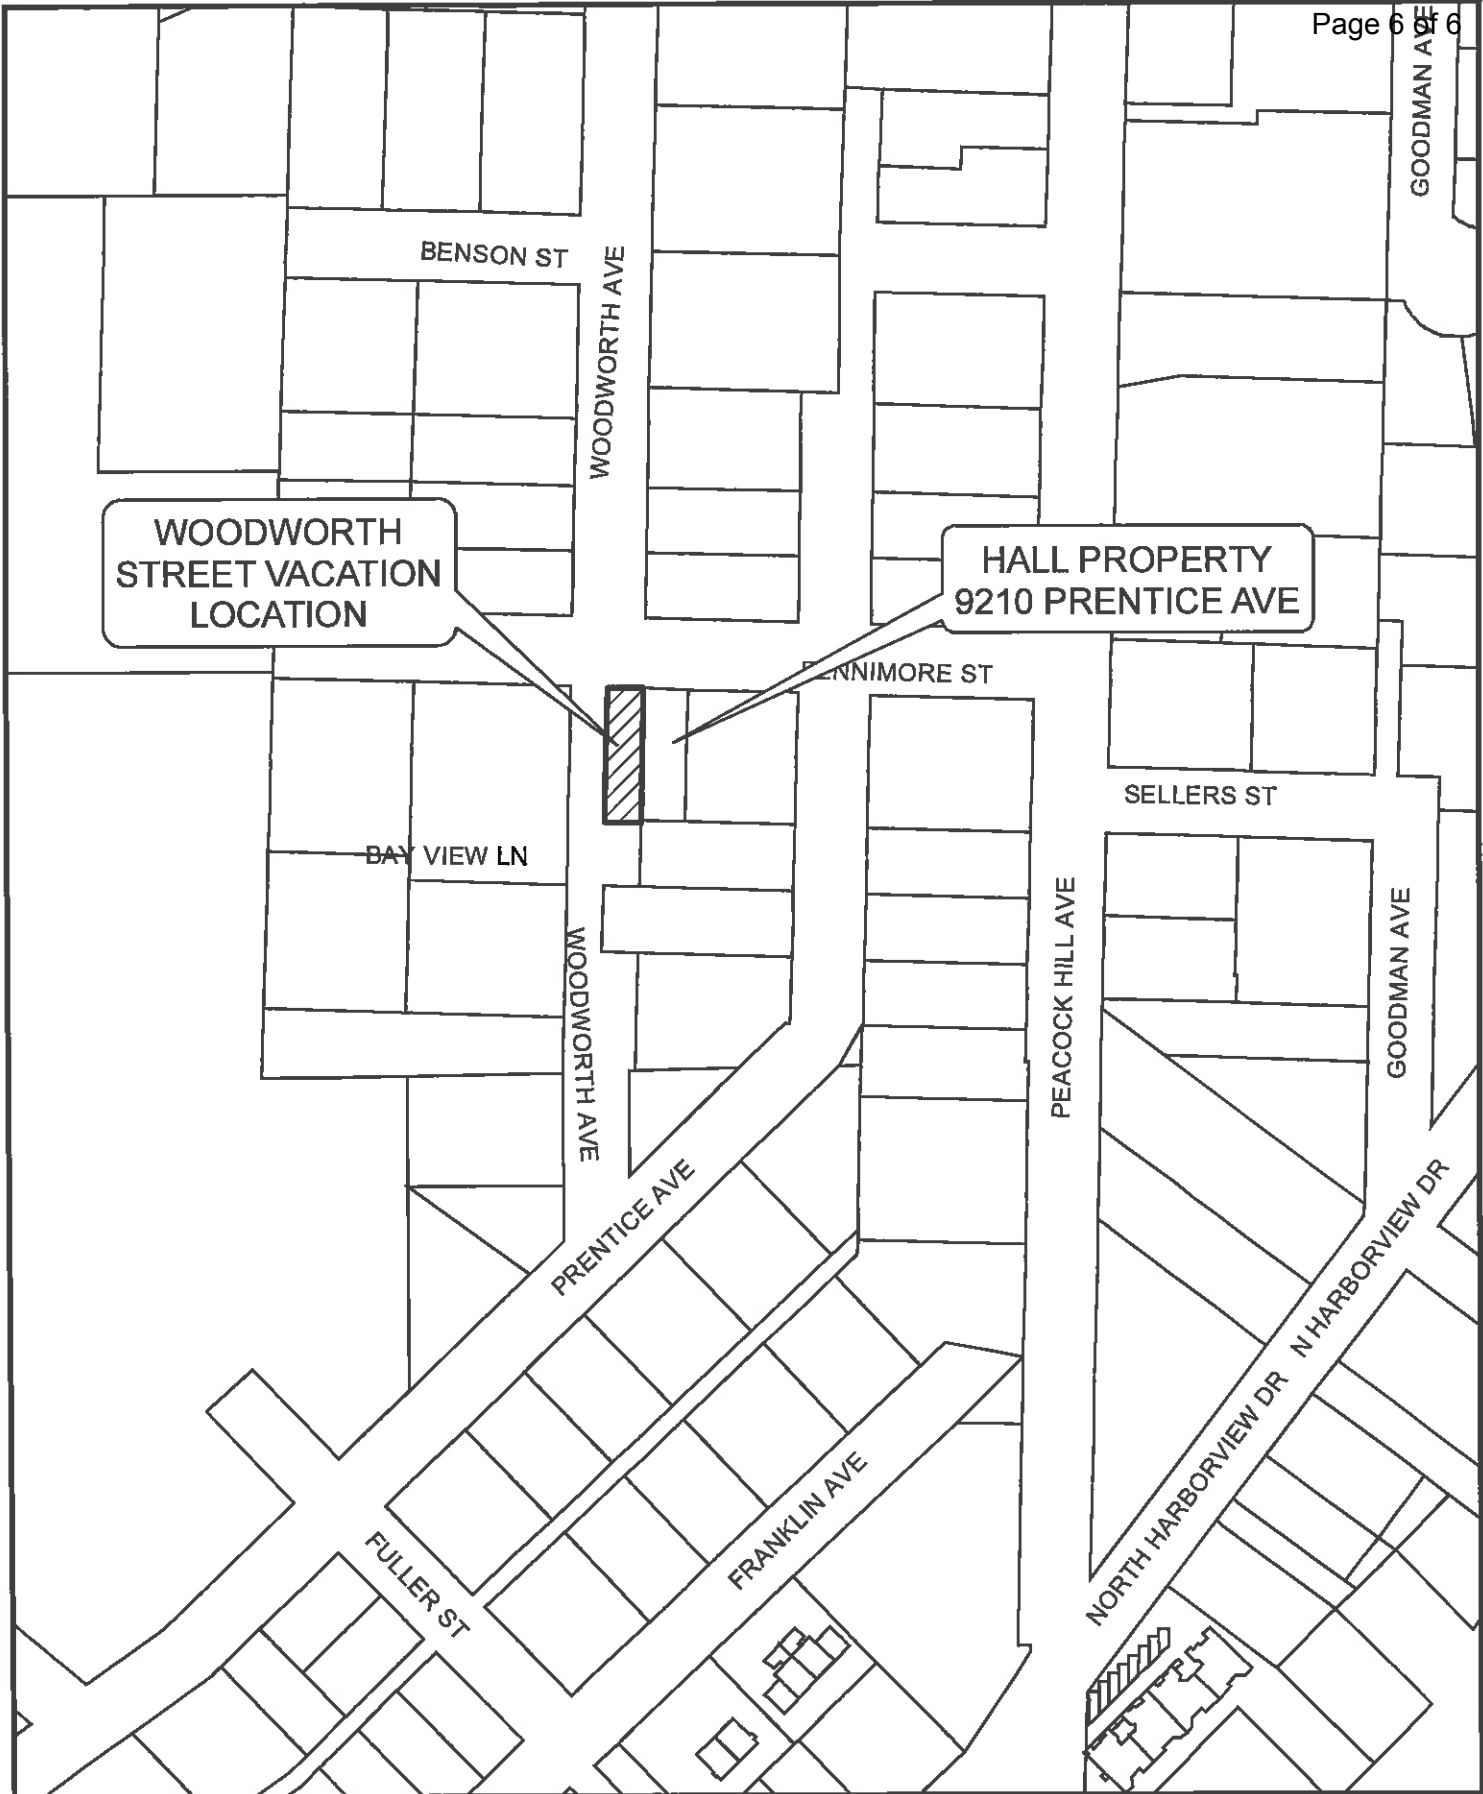 Page 6 of 6
GOODMAN AVE
BENSON ST
WOODWORTH AVE
WOODWORTH
STREET VACATION
LOCATION
HALL PROPERTY
9210 PRENTICE AVE
ENNIMORE ST
SELLERS ST
BAY VIEW LN
WOODWORTH AVE
PEACOCK HILL AVE
GOODMAN AVE
PRENTICE AVE
N HARBORVIEW DR
NORTH HARBORVIEW DR
FRANKLIN AVE
FULLER ST